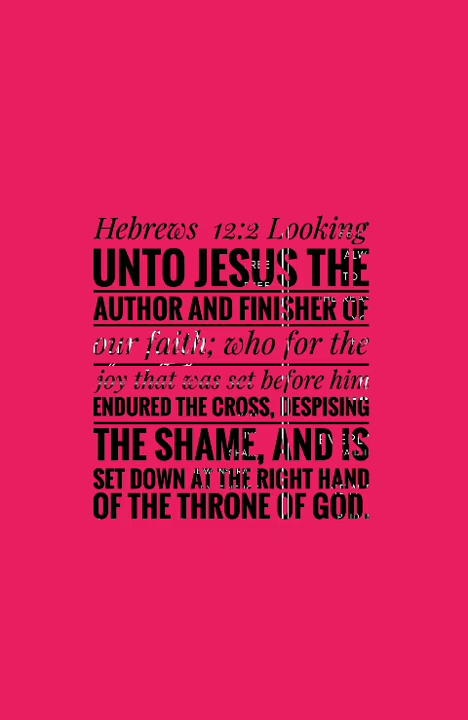 Hebrews 12:2 Looking
UNTO JESUS THE
AUTHOR AND FINISHER OF
our faith; who for the
joy that was set before him
ENDURED THE CROSS, DESPISING
THE SHAME, AND IS
SET DOWN AT THE RIGHT HAND
OF THE THRONE OF GOD.